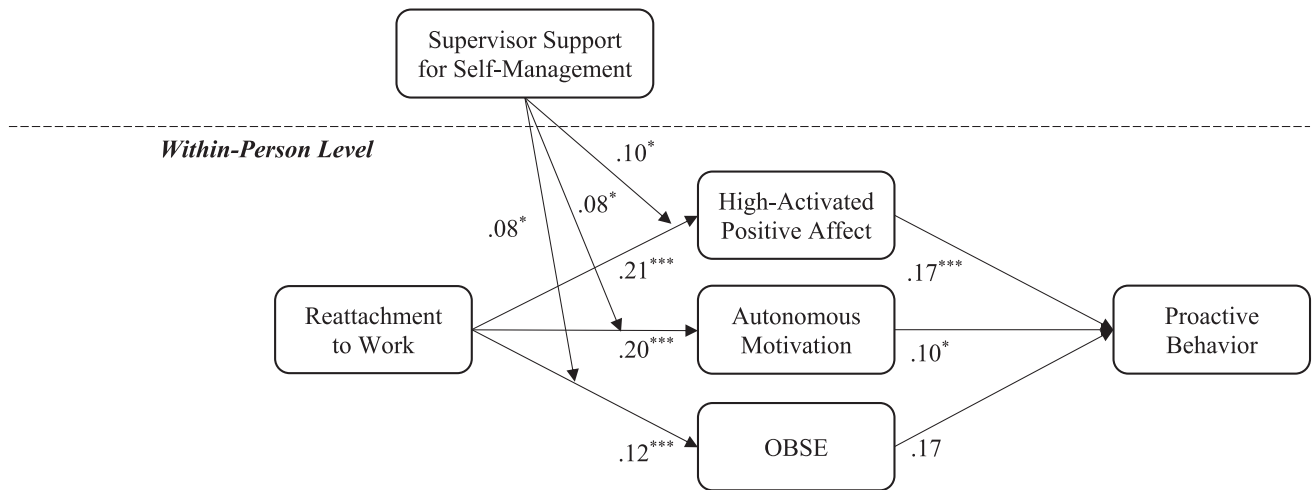 Supervisor Support
for Self-Management
Within-Person Level
.10*
.08*
.08*
High-Activated
Positive Affect
.21***
.17***
Reattachment
to Work
Autonomous
Motivation
Proactive
Behavior
.20***
.10*
OBSE
.12***
.17